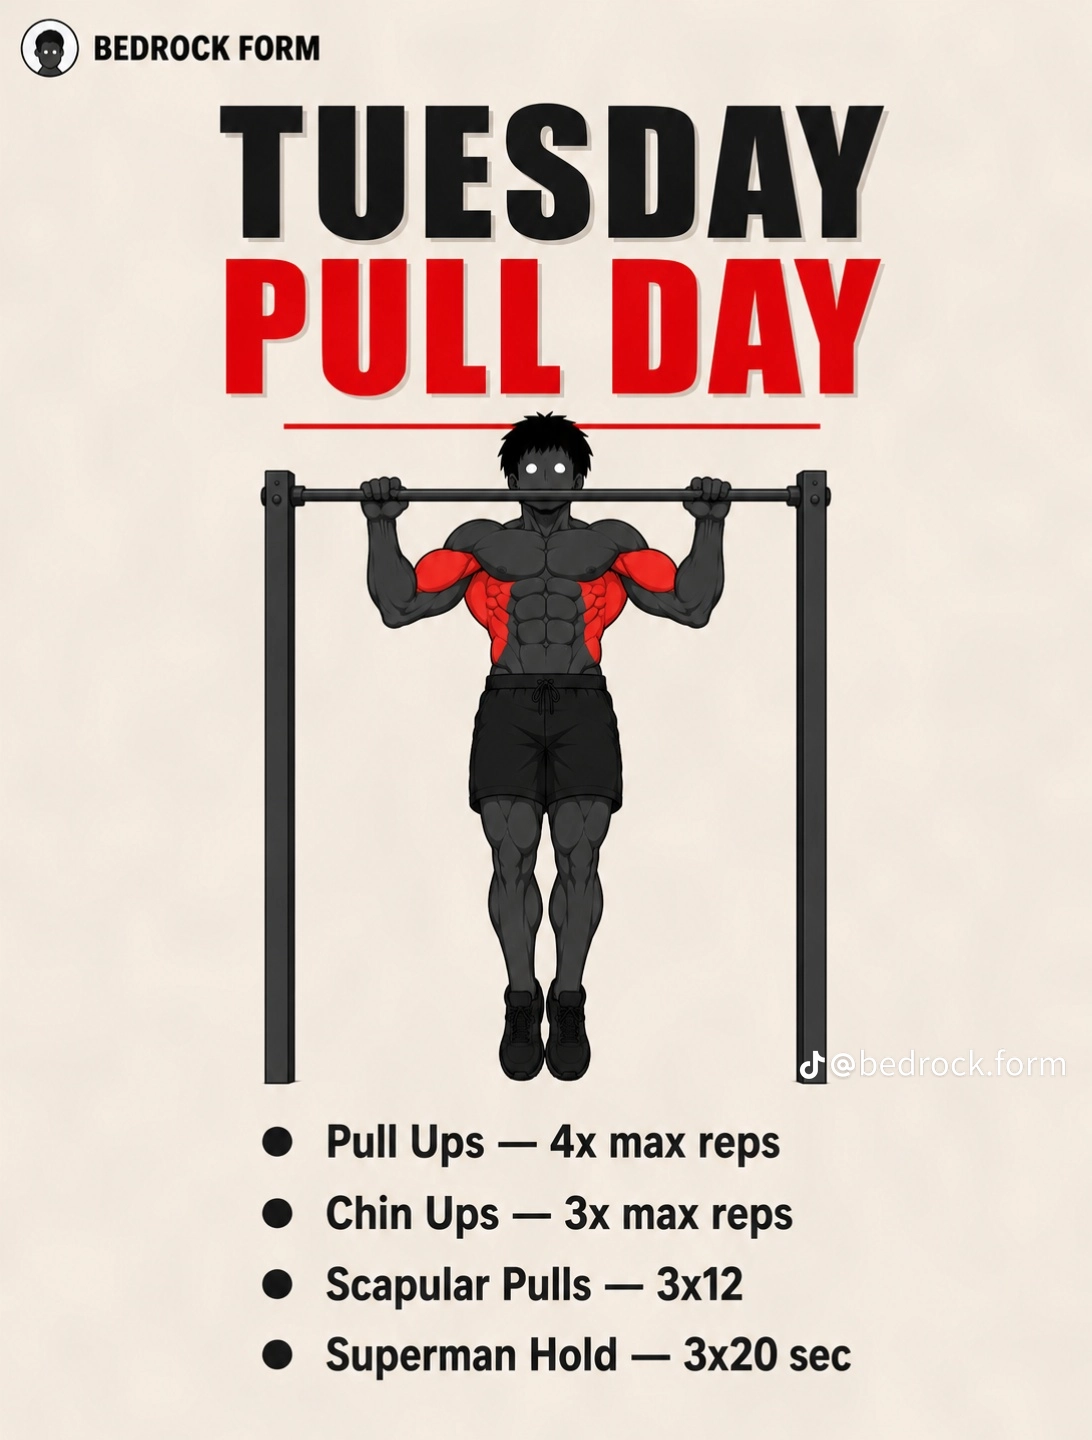 BEDROCK FORM
TUESDAY
PULL DAY
@bedrock.form
Pull Ups — 4x max reps
Chin Ups — 3x max reps
Scapular Pulls — 3x12
Superman Hold — 3x20 sec